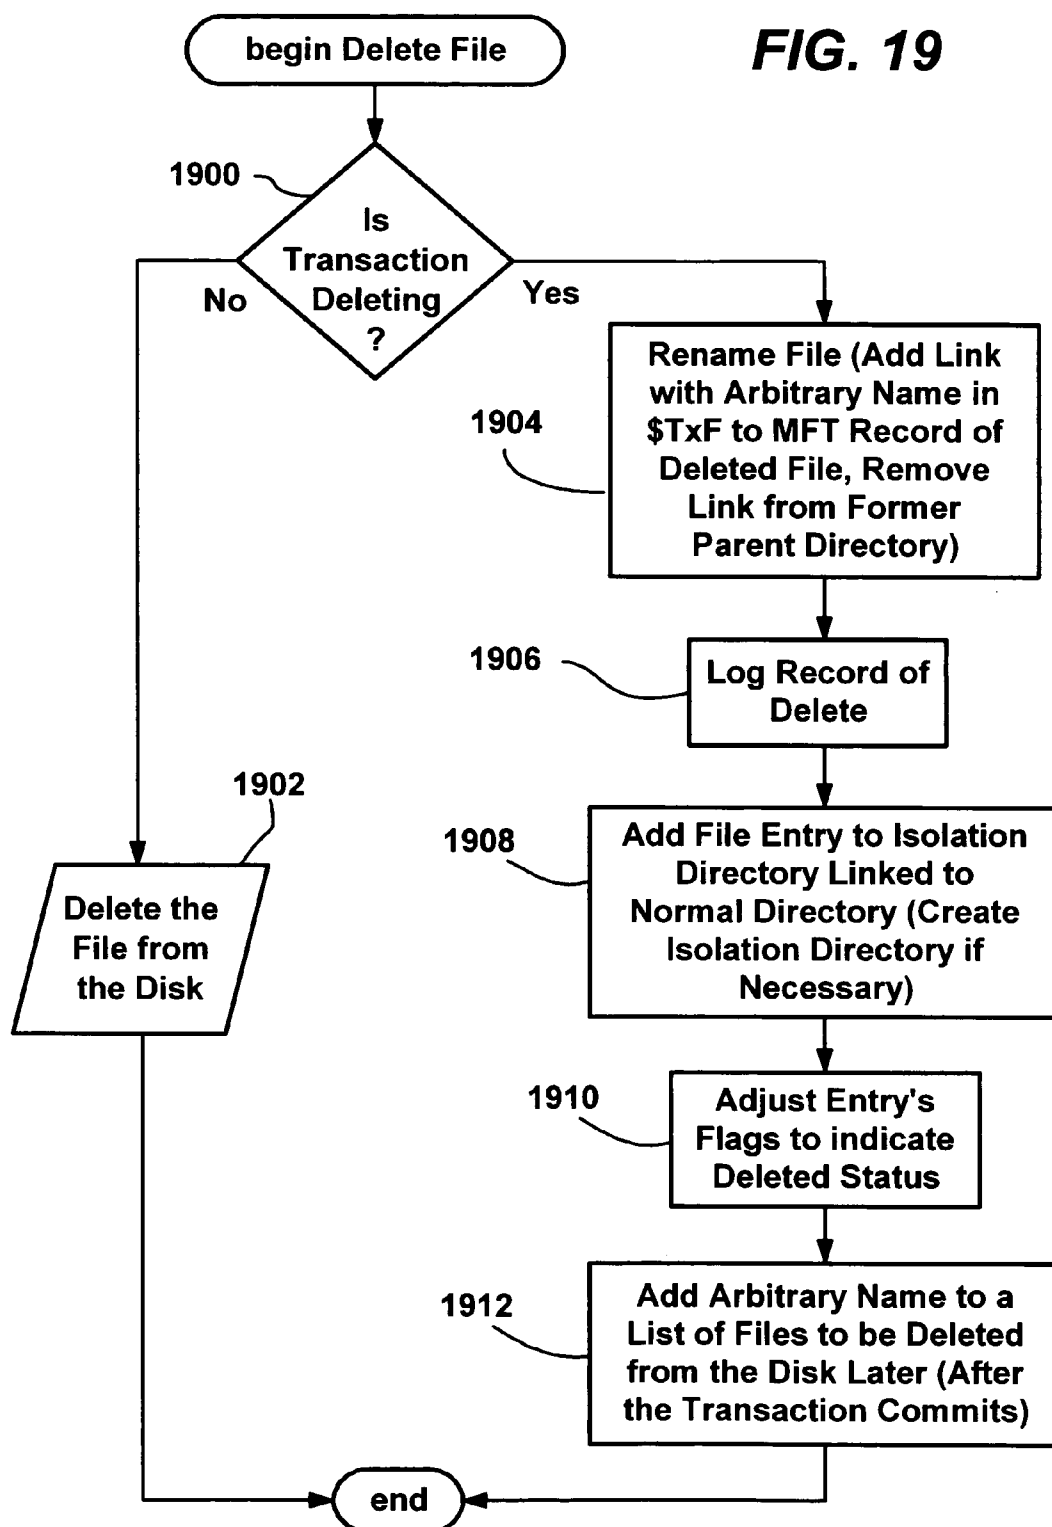 begin Delete File
FIG. 19
1900
Is
Transaction
Deleting
?
No
Yes
Rename File (Add Link
with Arbitrary Name in
$TxF to MFT Record of
Deleted File, Remove
Link from Former
Parent Directory)
1904
1906
Log Record of
Delete
1902
Delete the
File from
the Disk
1908
Add File Entry to Isolation
Directory Linked to
Normal Directory (Create
Isolation Directory if
Necessary)
1910
Adjust Entry's
Flags to indicate
Deleted Status
1912
Add Arbitrary Name to a
List of Files to be Deleted
from the Disk Later (After
the Transaction Commits)
end